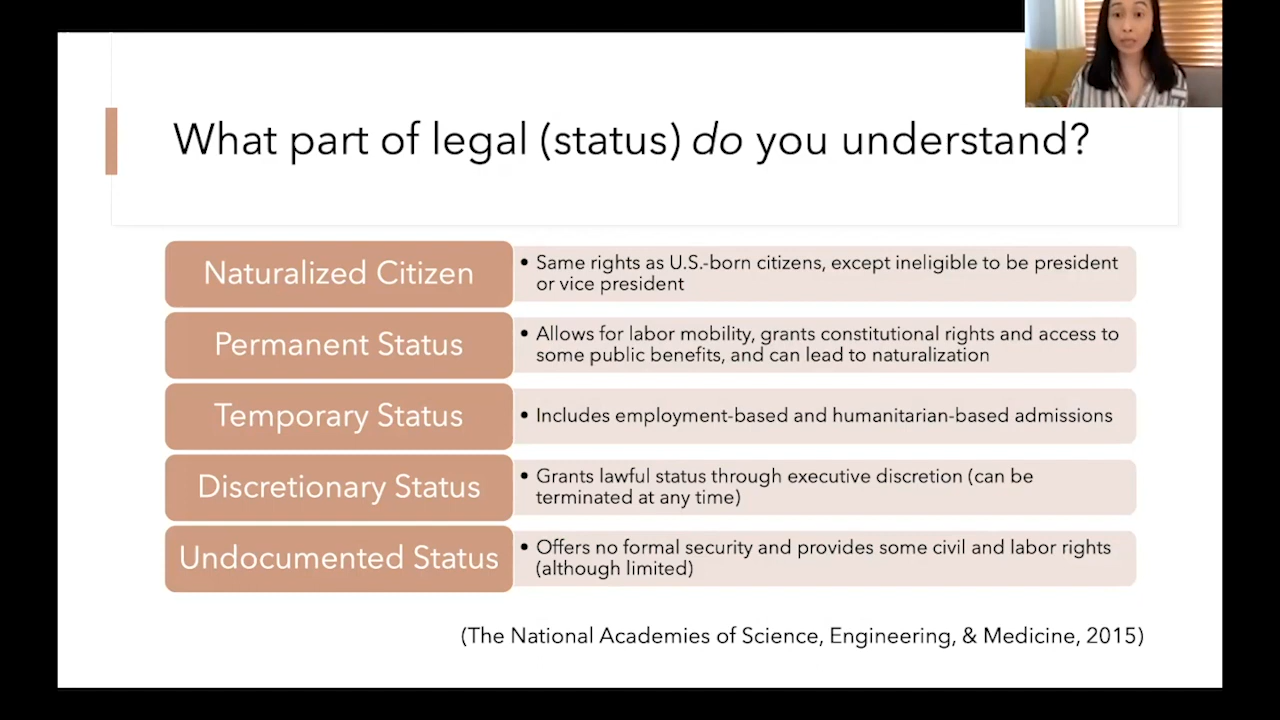 What part of legal (status) do you understand?
Naturalized Citizen
• Same rights as U.S.-born citizens, except ineligible to be president
or vice president
Permanent Status
• Allows for labor mobility, grants constitutional rights and access to
some public benefits, and can lead to naturalization
Temporary Status
• Includes employment-based and humanitarian-based admissions
Discretionary Status
• Grants lawful status through executive discretion (can be
terminated at any time)
Undocumented Status
• Offers no formal security and provides some civil and labor rights
(although limited)
(The National Academies of Science, Engineering, & Medicine, 2015)